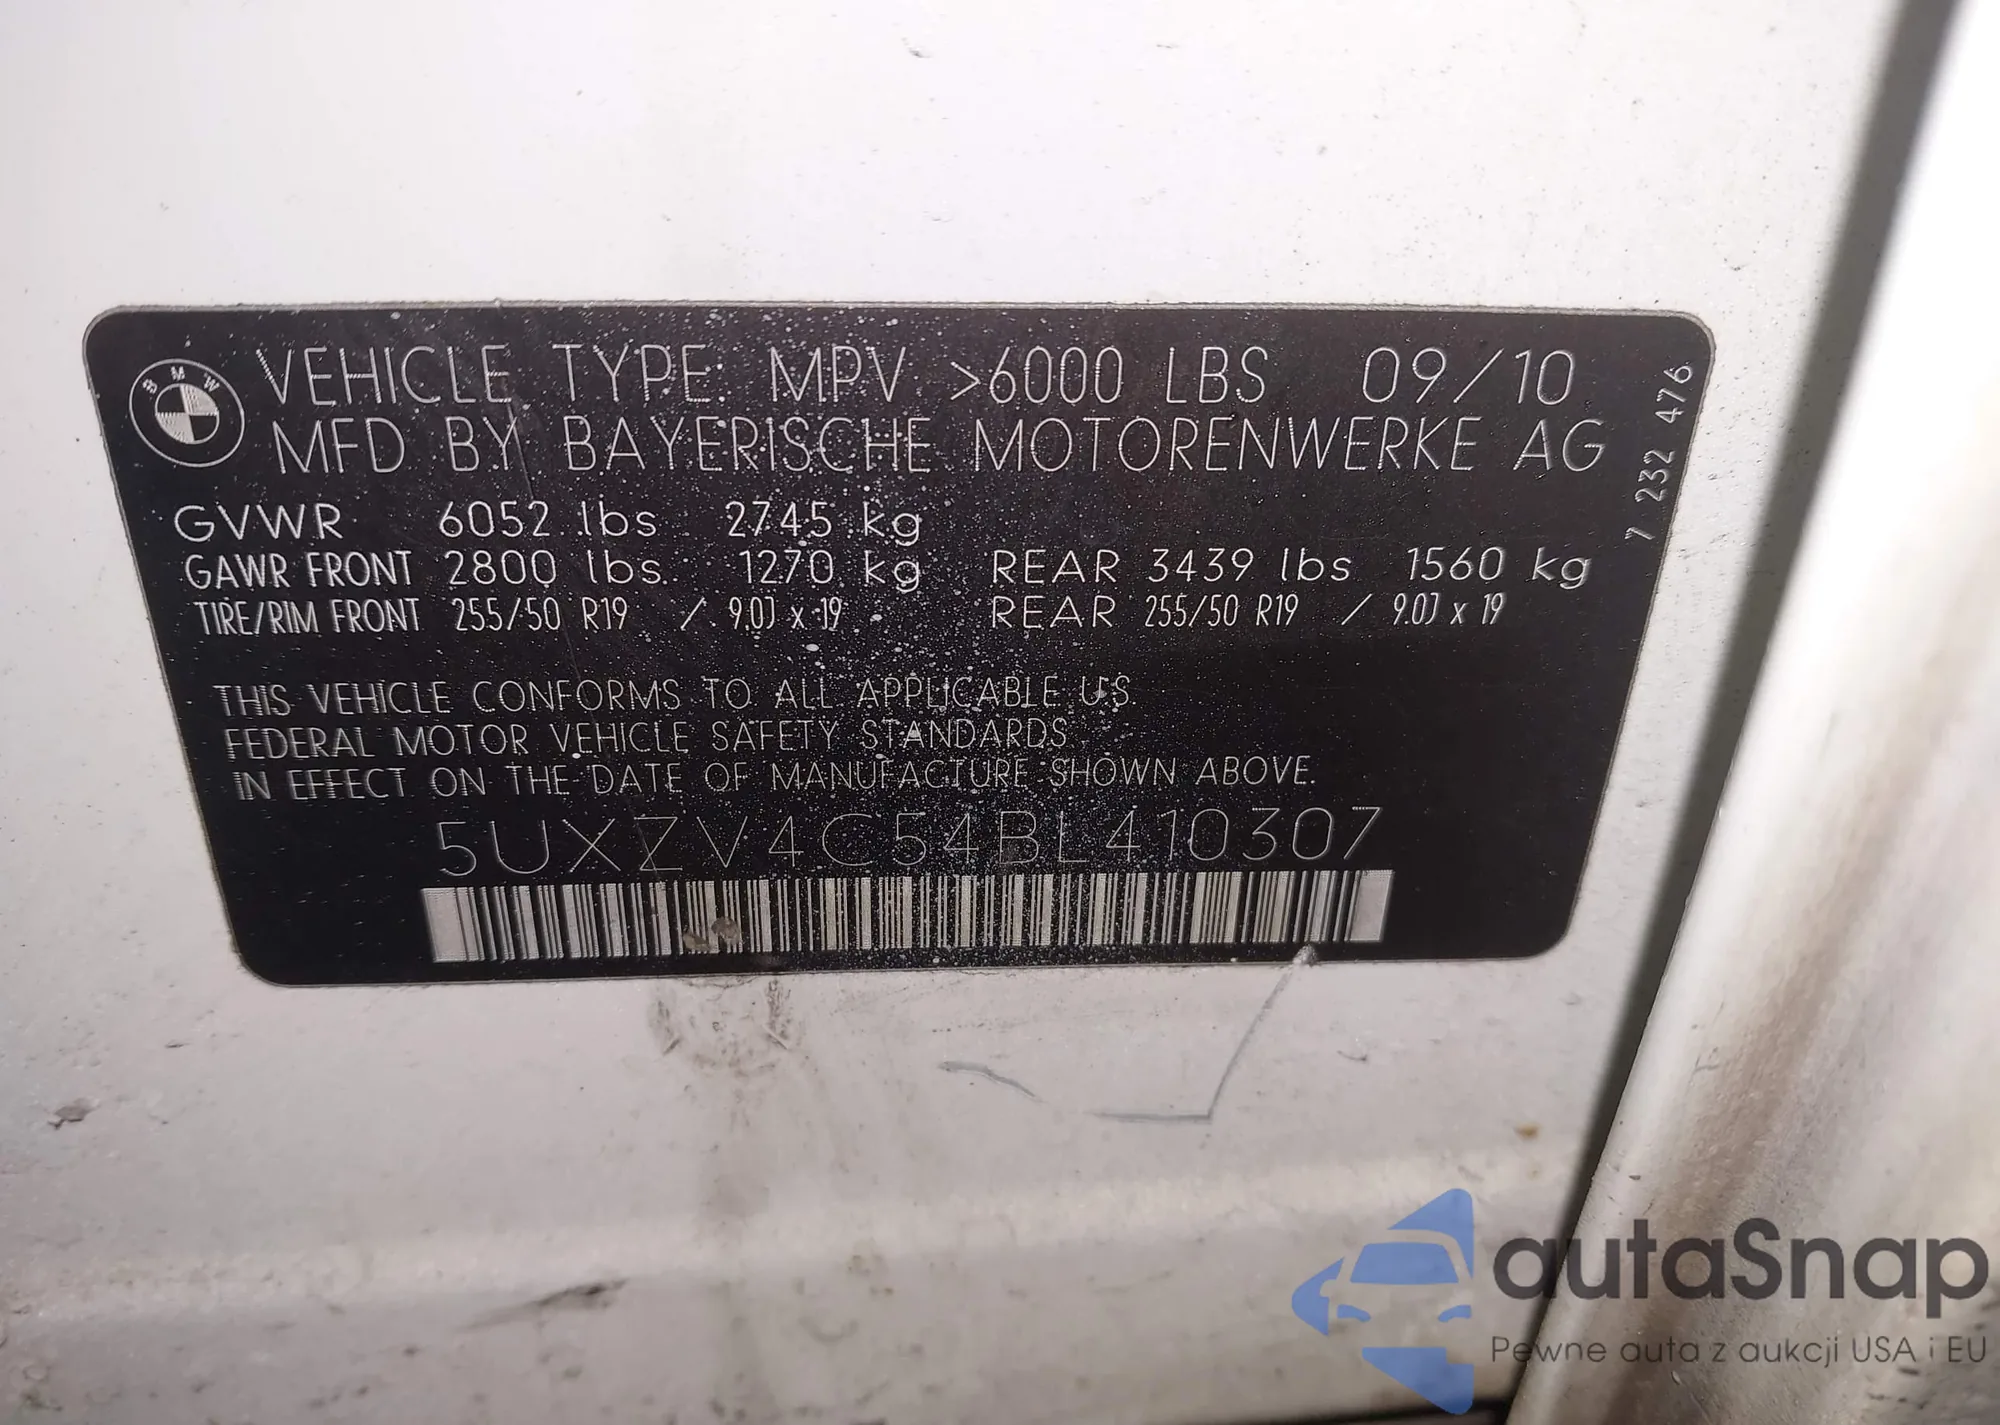 BMW
VEHICLE TYPE: MPV >6000 LBS 09/10
MFD BY BAYERISCHE MOTORENWERKE AG
GVWR 6052 lbs 2745 kg
GAWR FRONT 2800 lbs 1270 kg REAR 3439 lbs 1560 kg
TIRE/RIM FRONT 255/50 R19 / 9.0J x 19 REAR 255/50 R19 / 9.0J x 19
7 232 476
THIS VEHICLE CONFORMS TO ALL APPLICABLE U.S.
FEDERAL MOTOR VEHICLE SAFETY STANDARDS
IN EFFECT ON THE DATE OF MANUFACTURE SHOWN ABOVE.
5UXZV4C54BL410307
autaSnap
Pewne auta z aukcji USA i EU